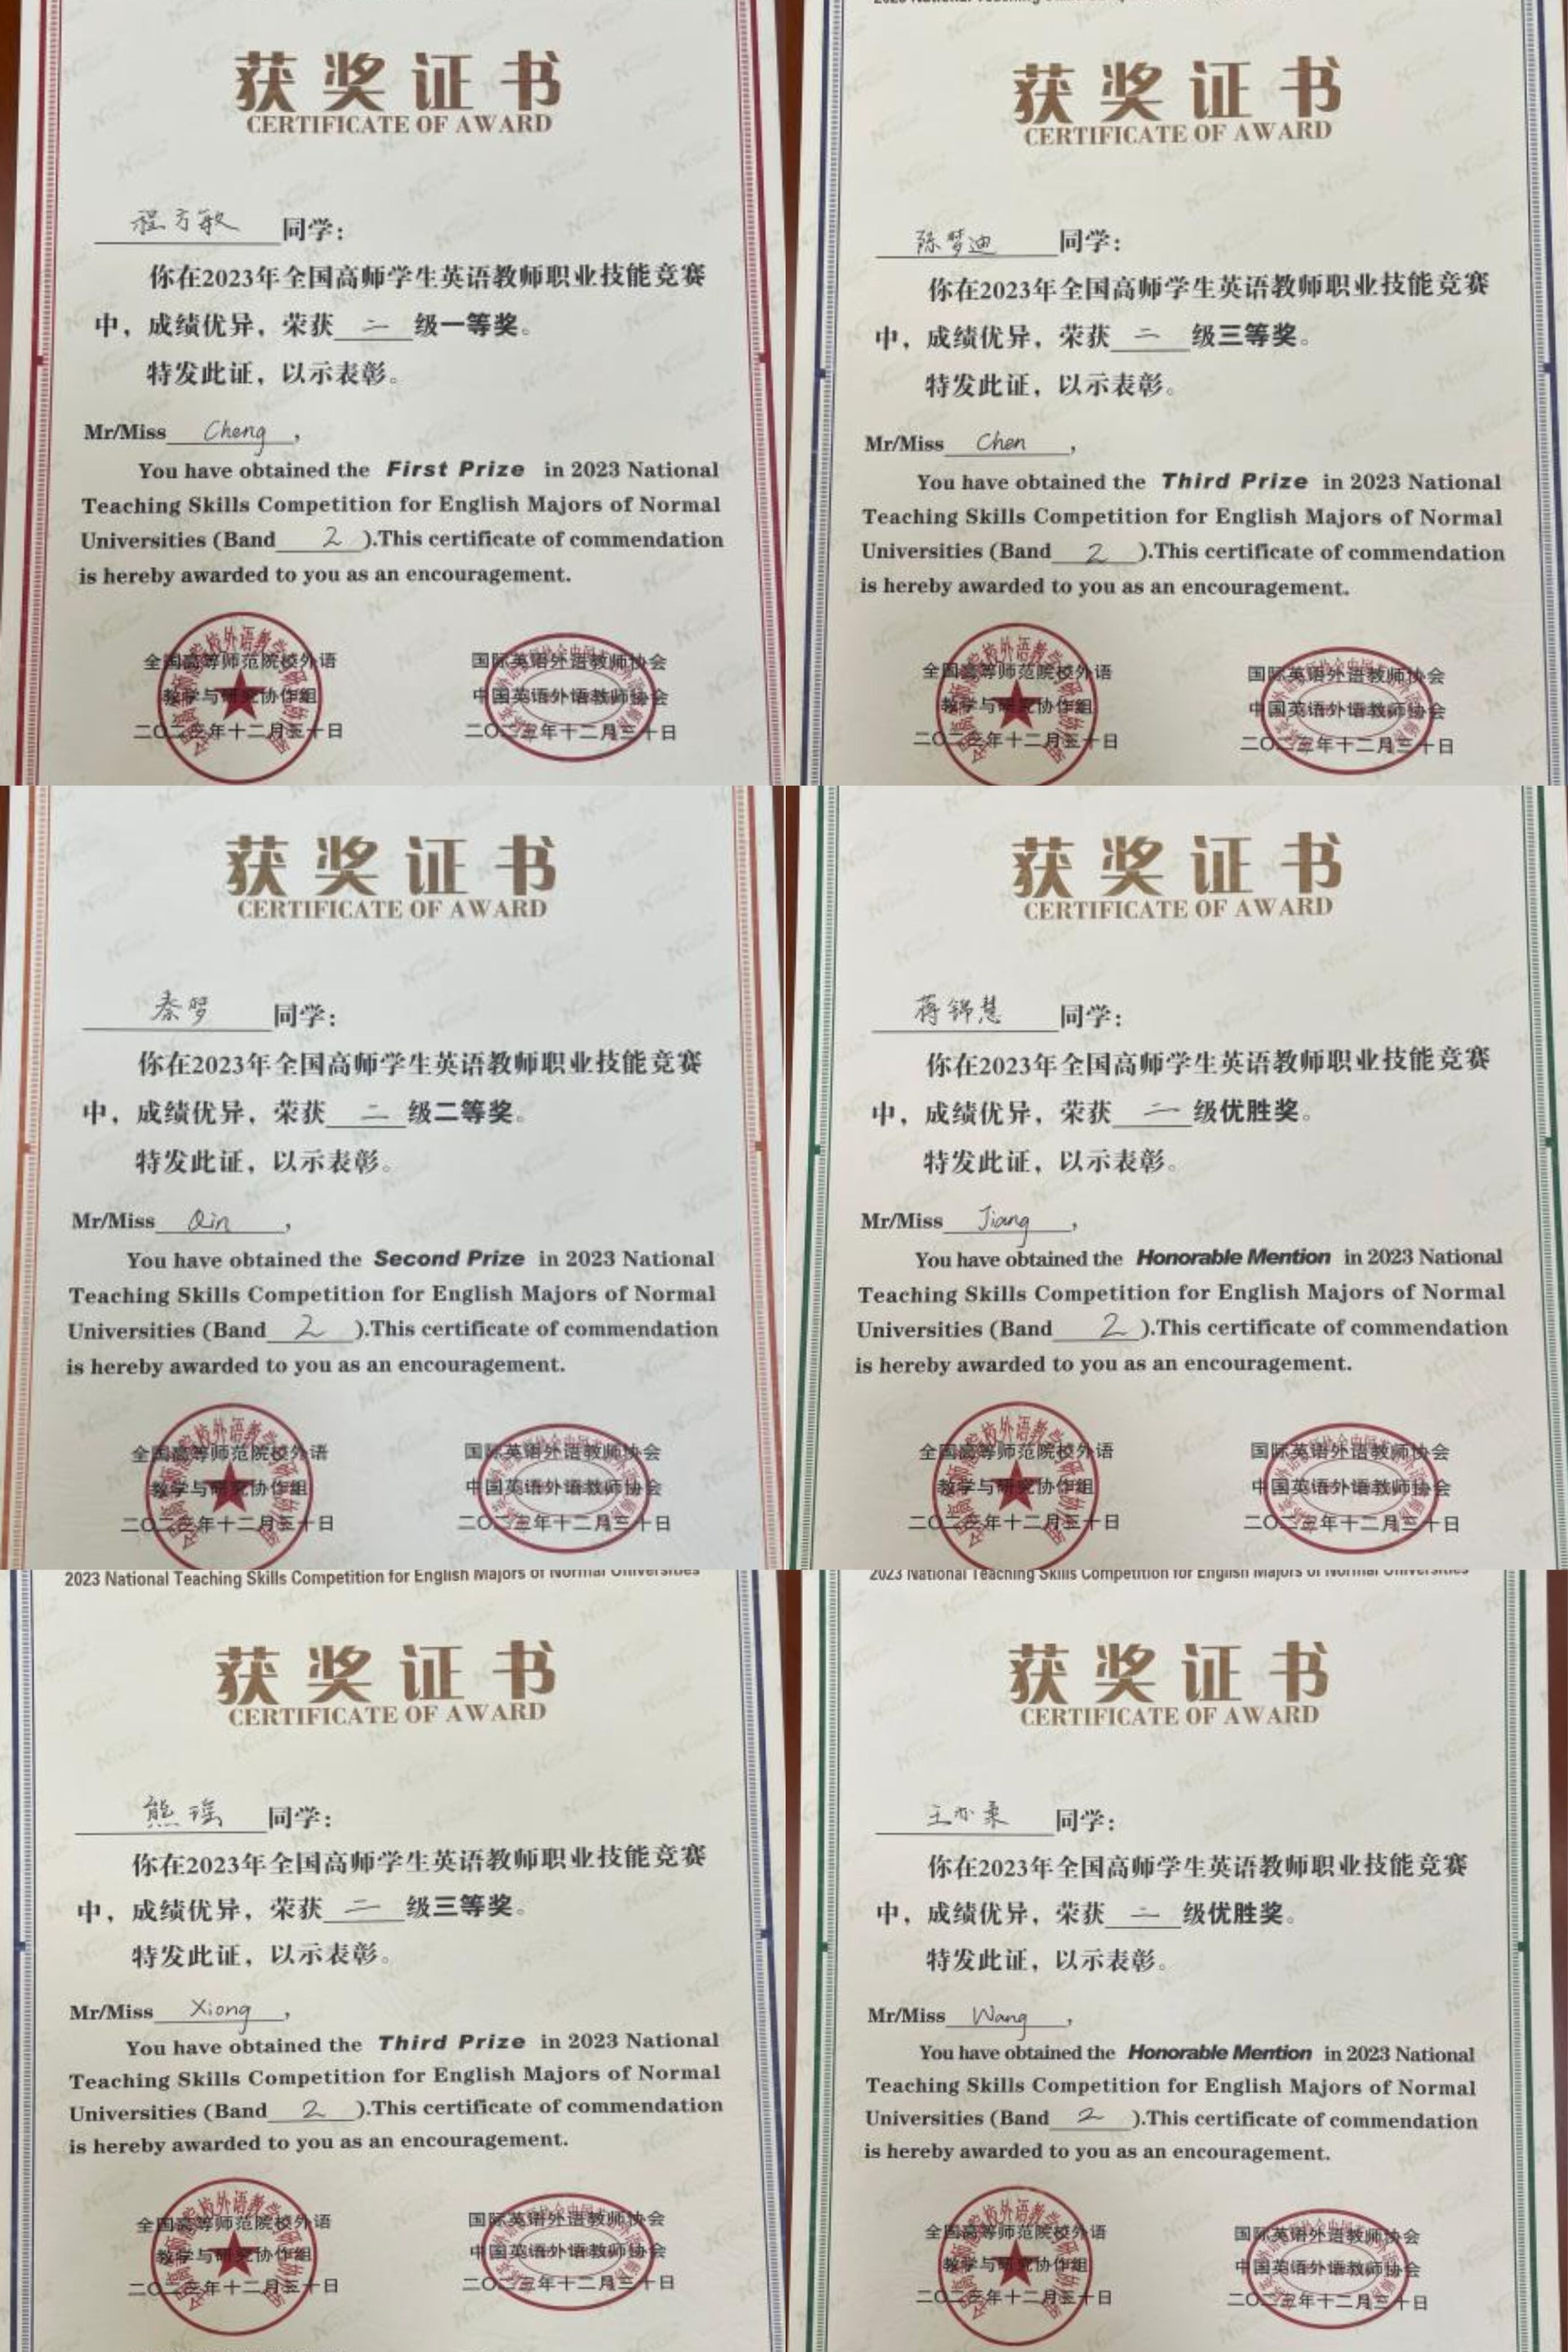 获奖证书
CERTIFICATE OF AWARD
程方敏 同学：
你在2023年全国高师学生英语教师职业技能竞赛
中，成绩优异，荣获 二 级一等奖。
特发此证，以示表彰。
Mr/Miss Cheng ,
You have obtained the First Prize in 2023 National
Teaching Skills Competition for English Majors of Normal
Universities (Band 2 ).This certificate of commendation
is hereby awarded to you as an encouragement.
全国高等师范院校外语 国际英语外语教师协会
教学与研究协作组 中国英语外语教师协会
二〇二三年十二月三十日 二〇二三年十二月三十日
获奖证书
CERTIFICATE OF AWARD
陈梦迪 同学：
你在2023年全国高师学生英语教师职业技能竞赛
中，成绩优异，荣获 二 级三等奖。
特发此证，以示表彰。
Mr/Miss Chen ,
You have obtained the Third Prize in 2023 National
Teaching Skills Competition for English Majors of Normal
Universities (Band 2 ).This certificate of commendation
is hereby awarded to you as an encouragement.
全国高等师范院校外语 国际英语外语教师协会
教学与研究协作组 中国英语外语教师协会
二〇二三年十二月三十日 二〇二三年十二月三十日
获奖证书
CERTIFICATE OF AWARD
秦梦 同学：
你在2023年全国高师学生英语教师职业技能竞赛
中，成绩优异，荣获 二 级二等奖。
特发此证，以示表彰。
Mr/Miss Qin ,
You have obtained the Second Prize in 2023 National
Teaching Skills Competition for English Majors of Normal
Universities (Band 2 ).This certificate of commendation
is hereby awarded to you as an encouragement.
全国高等师范院校外语 国际英语外语教师协会
教学与研究协作组 中国英语外语教师协会
二〇二三年十二月三十日 二〇二三年十二月三十日
获奖证书
CERTIFICATE OF AWARD
蒋锦慧 同学：
你在2023年全国高师学生英语教师职业技能竞赛
中，成绩优异，荣获 二 级优胜奖。
特发此证，以示表彰。
Mr/Miss Jiang ,
You have obtained the Honorable Mention in 2023 National
Teaching Skills Competition for English Majors of Normal
Universities (Band 2 ).This certificate of commendation
is hereby awarded to you as an encouragement.
全国高等师范院校外语 国际英语外语教师协会
教学与研究协作组 中国英语外语教师协会
二〇二三年十二月三十日 二〇二三年十二月三十日
2023 National Teaching Skills Competition for English Majors of Normal Universities
获奖证书
CERTIFICATE OF AWARD
熊瑶 同学：
你在2023年全国高师学生英语教师职业技能竞赛
中，成绩优异，荣获 二 级三等奖。
特发此证，以示表彰。
Mr/Miss Xiong ,
You have obtained the Third Prize in 2023 National
Teaching Skills Competition for English Majors of Normal
Universities (Band 2 ).This certificate of commendation
is hereby awarded to you as an encouragement.
全国高等师范院校外语 国际英语外语教师协会
教学与研究协作组 中国英语外语教师协会
二〇二三年十二月三十日 二〇二三年十二月三十日
2023 National Teaching Skills Competition for English Majors of Normal Universities
获奖证书
CERTIFICATE OF AWARD
王亦柔 同学：
你在2023年全国高师学生英语教师职业技能竞赛
中，成绩优异，荣获 二 级优胜奖。
特发此证，以示表彰。
Mr/Miss Wang ,
You have obtained the Honorable Mention in 2023 National
Teaching Skills Competition for English Majors of Normal
Universities (Band 2 ).This certificate of commendation
is hereby awarded to you as an encouragement.
全国高等师范院校外语 国际英语外语教师协会
教学与研究协作组 中国英语外语教师协会
二〇二三年十二月三十日 二〇二三年十二月三十日